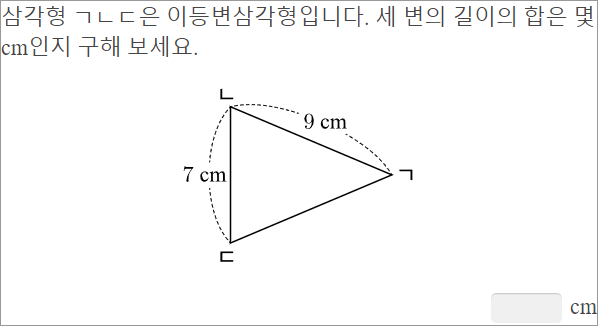 삼각형 ㄱㄴㄷ은 이등변삼각형입니다. 세 변의 길이의 합은 몇
cm인지 구해 보세요.
ㄴ
9 cm
7 cm
ㄱ
ㄷ
cm